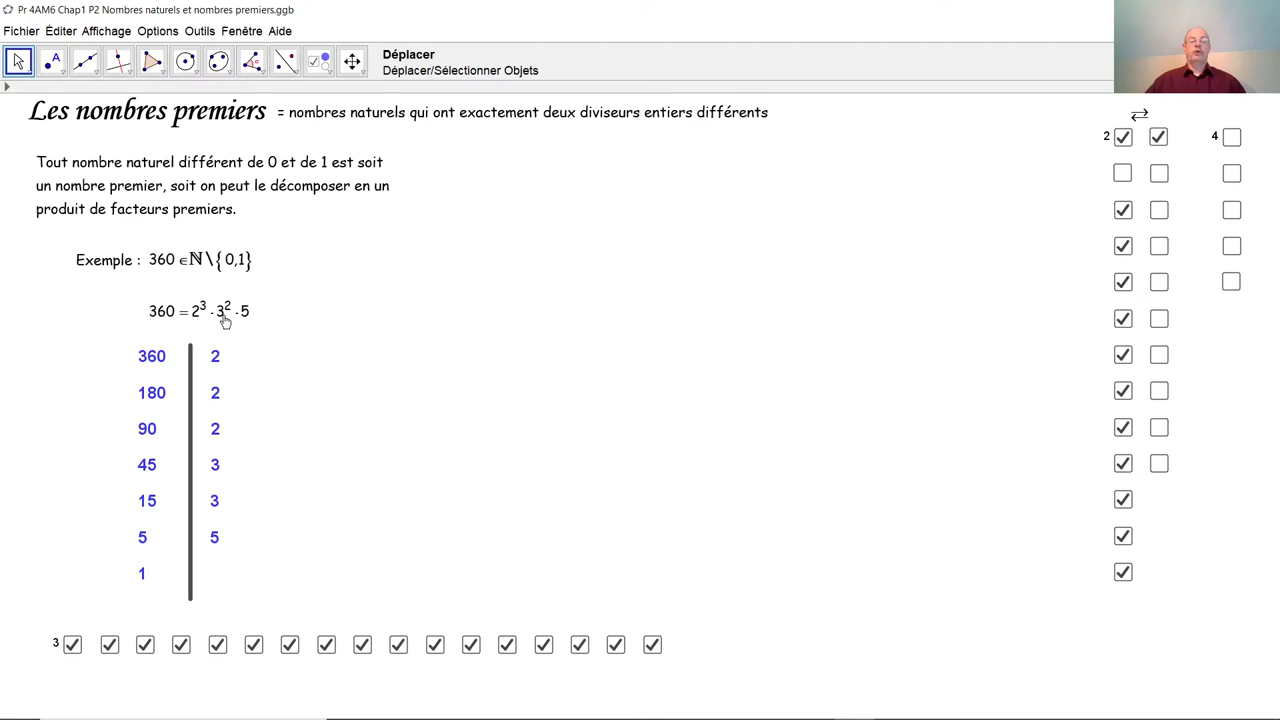 Pr 4AM6 Chap1 P2 Nombres naturels et nombres premiers.ggb
Fichier Éditer Affichage Options Outils Fenêtre Aide
A
Déplacer
Déplacer/Sélectionner Objets
Les nombres premiers = nombres naturels qui ont exactement deux diviseurs entiers différents
2 4
Tout nombre naturel différent de 0 et de 1 est soit
un nombre premier, soit on peut le décomposer en un
produit de facteurs premiers.
Exemple : 360 ∈ ℕ \ { 0,1}
360 = 2³ · 3² · 5
360 2
180 2
90 2
45 3
15 3
5 5
1
3